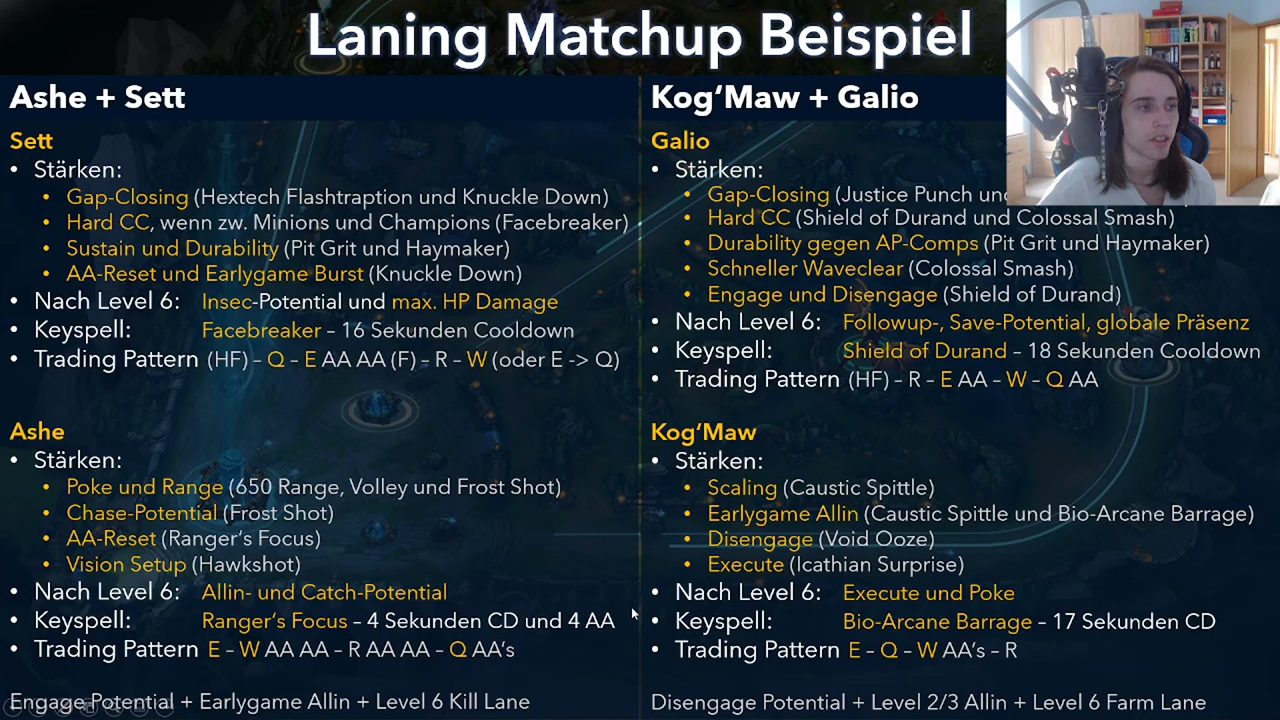 Laning Matchup Beispiel
Ashe + Sett
Sett
• Stärken:
• Gap-Closing (Hextech Flashtraption und Knuckle Down)
• Hard CC, wenn zw. Minions und Champions (Facebreaker)
• Sustain und Durability (Pit Grit und Haymaker)
• AA-Reset und Earlygame Burst (Knuckle Down)
• Nach Level 6: Insec-Potential und max. HP Damage
• Keyspell: Facebreaker – 16 Sekunden Cooldown
• Trading Pattern (HF) – Q – E AA AA (F) – R – W (oder E -> Q)
Ashe
• Stärken:
• Poke und Range (650 Range, Volley und Frost Shot)
• Chase-Potential (Frost Shot)
• AA-Reset (Ranger's Focus)
• Vision Setup (Hawkshot)
• Nach Level 6: Allin- und Catch-Potential
• Keyspell: Ranger's Focus – 4 Sekunden CD und 4 AA
• Trading Pattern E – W AA AA – R AA AA – Q AA's
Engage Potential + Earlygame Allin + Level 6 Kill Lane
Kog'Maw + Galio
Galio
• Stärken:
• Gap-Closing (Justice Punch und
• Hard CC (Shield of Durand und Colossal Smash)
• Durability gegen AP-Comps (Pit Grit und Haymaker)
• Schneller Waveclear (Colossal Smash)
• Engage und Disengage (Shield of Durand)
• Nach Level 6: Followup-, Save-Potential, globale Präsenz
• Keyspell: Shield of Durand – 18 Sekunden Cooldown
• Trading Pattern (HF) – R – E AA – W – Q AA
Kog'Maw
• Stärken:
• Scaling (Caustic Spittle)
• Earlygame Allin (Caustic Spittle und Bio-Arcane Barrage)
• Disengage (Void Ooze)
• Execute (Icathian Surprise)
• Nach Level 6: Execute und Poke
• Keyspell: Bio-Arcane Barrage – 17 Sekunden CD
• Trading Pattern E – Q – W AA's – R
Disengage Potential + Level 2/3 Allin + Level 6 Farm Lane